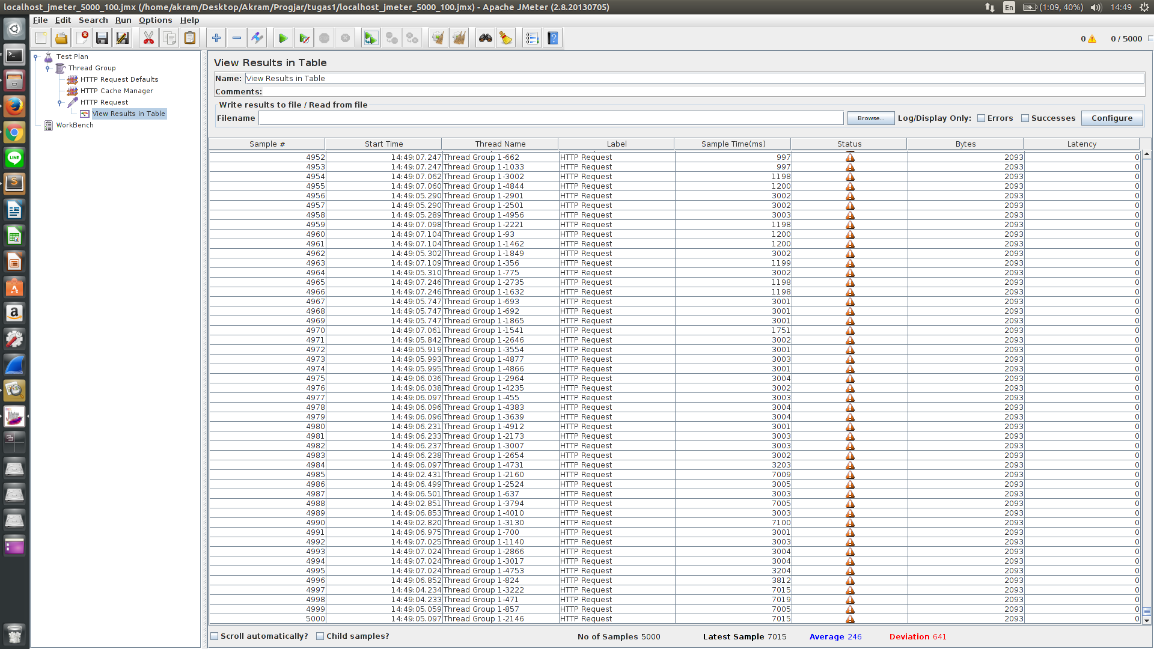 localhost_jmeter_5000_100.jmx (/home/akram/Desktop/Akram/ProgJar/tugas1/localhost_jmeter_5000_100.jmx) - Apache JMeter (2.8.20130705) En (1:09, 40%) 14:49
File Edit Search Run Options Help
0 0 / 5000
Test Plan
Thread Group
HTTP Request Defaults
HTTP Cache Manager
HTTP Request
View Results in Table
WorkBench
View Results in Table
Name: View Results in Table
Comments:
Write results to file / Read from file
Filename Browse... Log/Display Only: Errors Successes Configure
Sample # Start Time Thread Name Label Sample Time(ms) Status Bytes Latency
4952 14:49:07.247 Thread Group 1-662 HTTP Request 997 2093 0
4953 14:49:07.247 Thread Group 1-1033 HTTP Request 997 2093 0
4954 14:49:07.062 Thread Group 1-3002 HTTP Request 1198 2093 0
4955 14:49:07.060 Thread Group 1-4844 HTTP Request 1200 2093 0
4956 14:49:05.290 Thread Group 1-2901 HTTP Request 3002 2093 0
4957 14:49:05.290 Thread Group 1-2501 HTTP Request 3002 2093 0
4958 14:49:05.289 Thread Group 1-4956 HTTP Request 3003 2093 0
4959 14:49:07.098 Thread Group 1-2221 HTTP Request 1198 2093 0
4960 14:49:07.104 Thread Group 1-93 HTTP Request 1200 2093 0
4961 14:49:07.104 Thread Group 1-1462 HTTP Request 1200 2093 0
4962 14:49:05.302 Thread Group 1-1849 HTTP Request 3002 2093 0
4963 14:49:07.109 Thread Group 1-356 HTTP Request 1199 2093 0
4964 14:49:05.310 Thread Group 1-775 HTTP Request 3002 2093 0
4965 14:49:07.246 Thread Group 1-2735 HTTP Request 1198 2093 0
4966 14:49:07.246 Thread Group 1-1632 HTTP Request 1198 2093 0
4967 14:49:05.747 Thread Group 1-693 HTTP Request 3001 2093 0
4968 14:49:05.747 Thread Group 1-692 HTTP Request 3001 2093 0
4969 14:49:05.747 Thread Group 1-1865 HTTP Request 3001 2093 0
4970 14:49:07.061 Thread Group 1-1541 HTTP Request 1751 2093 0
4971 14:49:05.842 Thread Group 1-2646 HTTP Request 3002 2093 0
4972 14:49:05.919 Thread Group 1-3554 HTTP Request 3001 2093 0
4973 14:49:05.993 Thread Group 1-4877 HTTP Request 3003 2093 0
4974 14:49:05.995 Thread Group 1-4866 HTTP Request 3001 2093 0
4975 14:49:06.036 Thread Group 1-2964 HTTP Request 3004 2093 0
4976 14:49:06.038 Thread Group 1-4235 HTTP Request 3002 2093 0
4977 14:49:06.097 Thread Group 1-455 HTTP Request 3003 2093 0
4978 14:49:06.096 Thread Group 1-4383 HTTP Request 3004 2093 0
4979 14:49:06.096 Thread Group 1-3639 HTTP Request 3004 2093 0
4980 14:49:06.231 Thread Group 1-4912 HTTP Request 3001 2093 0
4981 14:49:06.233 Thread Group 1-2173 HTTP Request 3003 2093 0
4982 14:49:06.237 Thread Group 1-3007 HTTP Request 3003 2093 0
4983 14:49:06.238 Thread Group 1-2654 HTTP Request 3002 2093 0
4984 14:49:06.097 Thread Group 1-4731 HTTP Request 3203 2093 0
4985 14:49:02.431 Thread Group 1-2160 HTTP Request 7009 2093 0
4986 14:49:06.499 Thread Group 1-2524 HTTP Request 3005 2093 0
4987 14:49:06.501 Thread Group 1-637 HTTP Request 3003 2093 0
4988 14:49:02.851 Thread Group 1-3794 HTTP Request 7005 2093 0
4989 14:49:06.853 Thread Group 1-4010 HTTP Request 3003 2093 0
4990 14:49:02.820 Thread Group 1-3130 HTTP Request 7100 2093 0
4991 14:49:06.975 Thread Group 1-700 HTTP Request 3001 2093 0
4992 14:49:07.025 Thread Group 1-1140 HTTP Request 3003 2093 0
4993 14:49:07.024 Thread Group 1-2866 HTTP Request 3004 2093 0
4994 14:49:07.024 Thread Group 1-3017 HTTP Request 3004 2093 0
4995 14:49:07.024 Thread Group 1-4753 HTTP Request 3204 2093 0
4996 14:49:06.852 Thread Group 1-824 HTTP Request 3812 2093 0
4997 14:49:04.234 Thread Group 1-3222 HTTP Request 7015 2093 0
4998 14:49:04.233 Thread Group 1-471 HTTP Request 7019 2093 0
4999 14:49:05.059 Thread Group 1-857 HTTP Request 7005 2093 0
5000 14:49:05.097 Thread Group 1-2146 HTTP Request 7015 2093 0
Scroll automatically? Child samples? No of Samples 5000 Latest Sample 7015 Average 246 Deviation 641